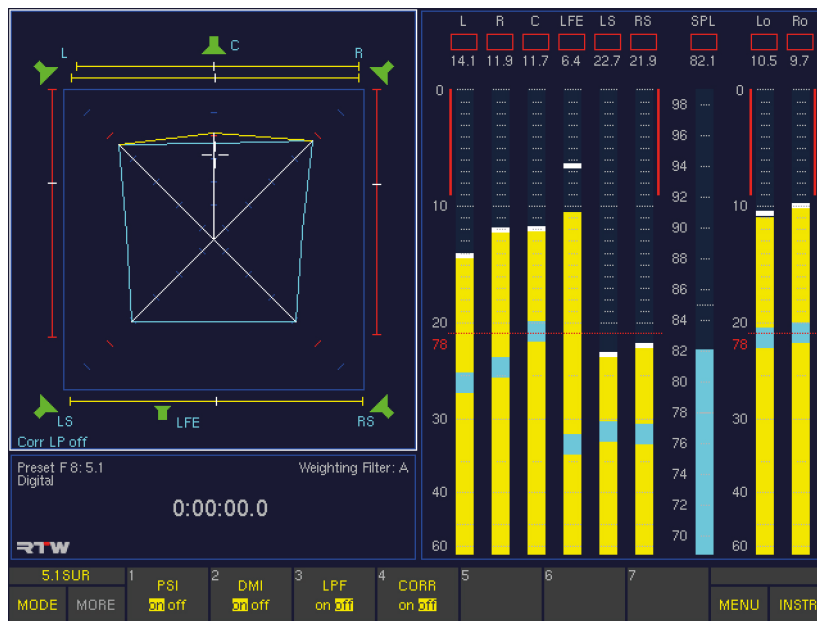 L R C LFE LS RS SPL Lo Ro
14.1 11.9 11.7 6.4 22.7 21.9 82.1 10.5 9.7
L C R
0 98 0
96
94
92
10 90 10
88
86
20 84 20
78 82 78
80
30 78 30
76
40 74 40
72
60 70 60
LS LFE RS
Corr LP off
Preset F 8: 5.1 Weighting Filter: A
Digital
0:00:00.0
RTW
5.1SUR 1 PSI 2 DMI 3 LPF 4 CORR 5 6 7
MODE MORE on off on off on off on off MENU INSTR